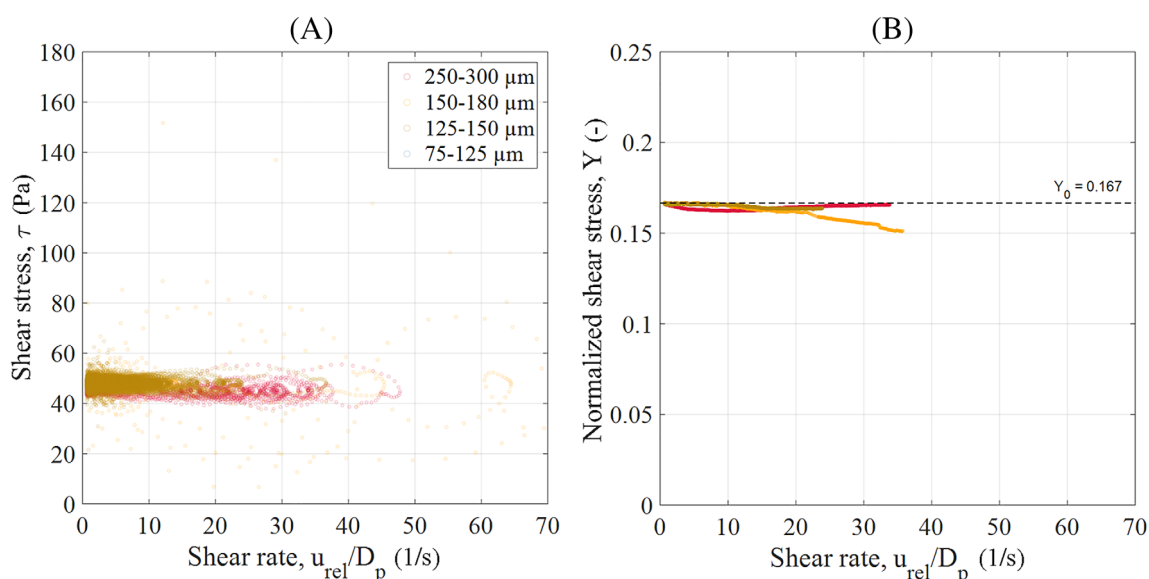 (A)
180
160
140
120
100
80
60
40
20
0
Shear stress, τ (Pa)
250-300 µm
150-180 µm
125-150 µm
75-125 µm
0 10 20 30 40 50 60 70
Shear rate, u_rel/D_p (1/s)
(B)
0.25
0.2
0.15
0.1
0.05
0
Normalized shear stress, Y (-)
Y_0 = 0.167
0 10 20 30 40 50 60 70
Shear rate, u_rel/D_p (1/s)